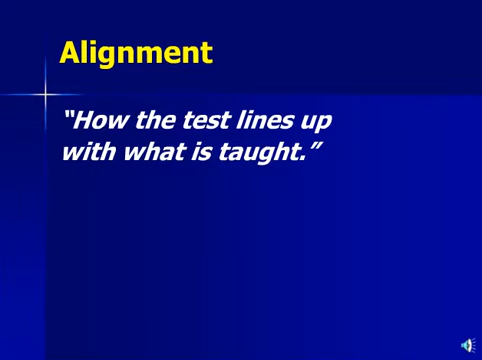 Alignment
“How the test lines up
with what is taught.”